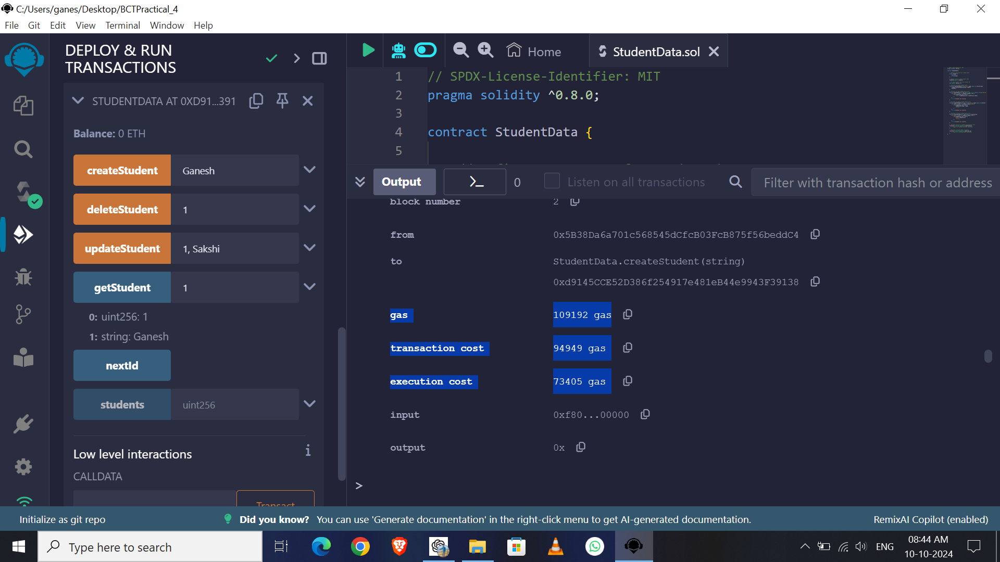 C:/Users/ganes/Desktop/BCTPractical_4
File Git Edit View Terminal Window Help
DEPLOY & RUN
TRANSACTIONS
STUDENTDATA AT 0XD91...391
Balance: 0 ETH
createStudent Ganesh
deleteStudent 1
updateStudent 1, Sakshi
getStudent 1
0: uint256: 1
1: string: Ganesh
nextId
students uint256
Low level interactions
i
CALLDATA
Transact
Home
StudentData.sol
1 // SPDX-License-Identifier: MIT
2 pragma solidity ^0.8.0;
3
4 contract StudentData {
5
Output >_ 0 Listen on all transactions Filter with transaction hash or address
block number 2
from 0x5B38Da6a701c568545dCfcB03FcB875f56beddC4
to StudentData.createStudent(string)
0xd9145CCE52D386f254917e481eB44e9943F39138
gas 109192 gas
transaction cost 94949 gas
execution cost 73405 gas
input 0xf80...00000
output 0x
>
Initialize as git repo
Did you know? You can use 'Generate documentation' in the right-click menu to get AI-generated documentation.
RemixAI Copilot (enabled)
Type here to search
ENG
08:44 AM
10-10-2024